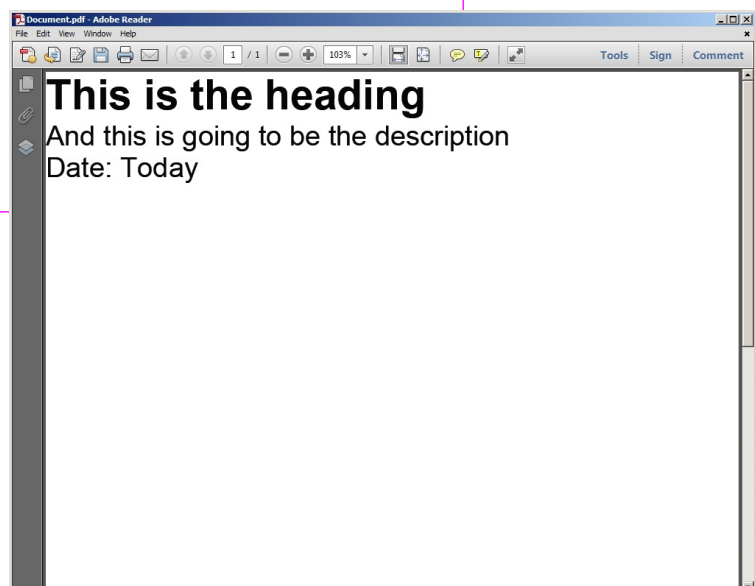 Document.pdf - Adobe Reader
File Edit View Window Help
1 / 1 103% Tools Sign Comment
This is the heading
And this is going to be the description
Date: Today